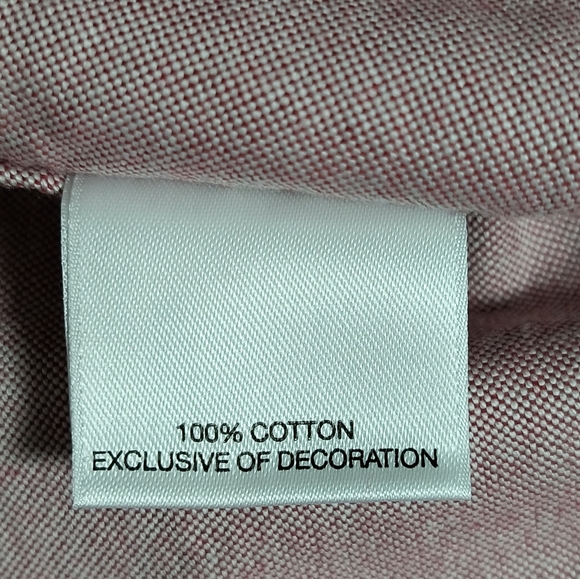 100% COTTON
EXCLUSIVE OF DECORATION